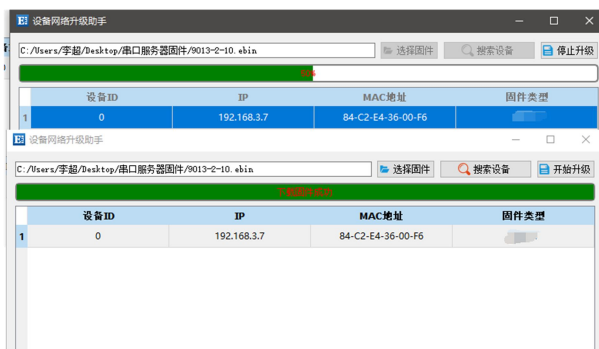 设备网络升级助手
C:/Users/李超/Desktop/串口服务器固件/9013-2-10.ebin 选择固件 搜索设备 停止升级
设备ID IP MAC地址 固件类型
1 0 192.168.3.7 84-C2-E4-36-00-F6
设备网络升级助手
C:/Users/李超/Desktop/串口服务器固件/9013-2-10.ebin 选择固件 搜索设备 开始升级
设备ID IP MAC地址 固件类型
1 0 192.168.3.7 84-C2-E4-36-00-F6